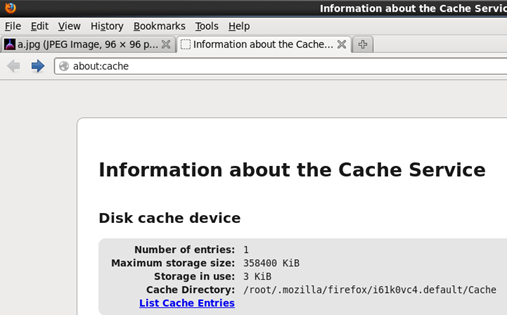 Information about the Cache Servic
File Edit View History Bookmarks Tools Help
a.jpg (JPEG Image, 96 × 96 p... Information about the Cache...
about:cache
Information about the Cache Service
Disk cache device
Number of entries: 1
Maximum storage size: 358400 KiB
Storage in use: 3 KiB
Cache Directory: /root/.mozilla/firefox/i61k0vc4.default/Cache
List Cache Entries